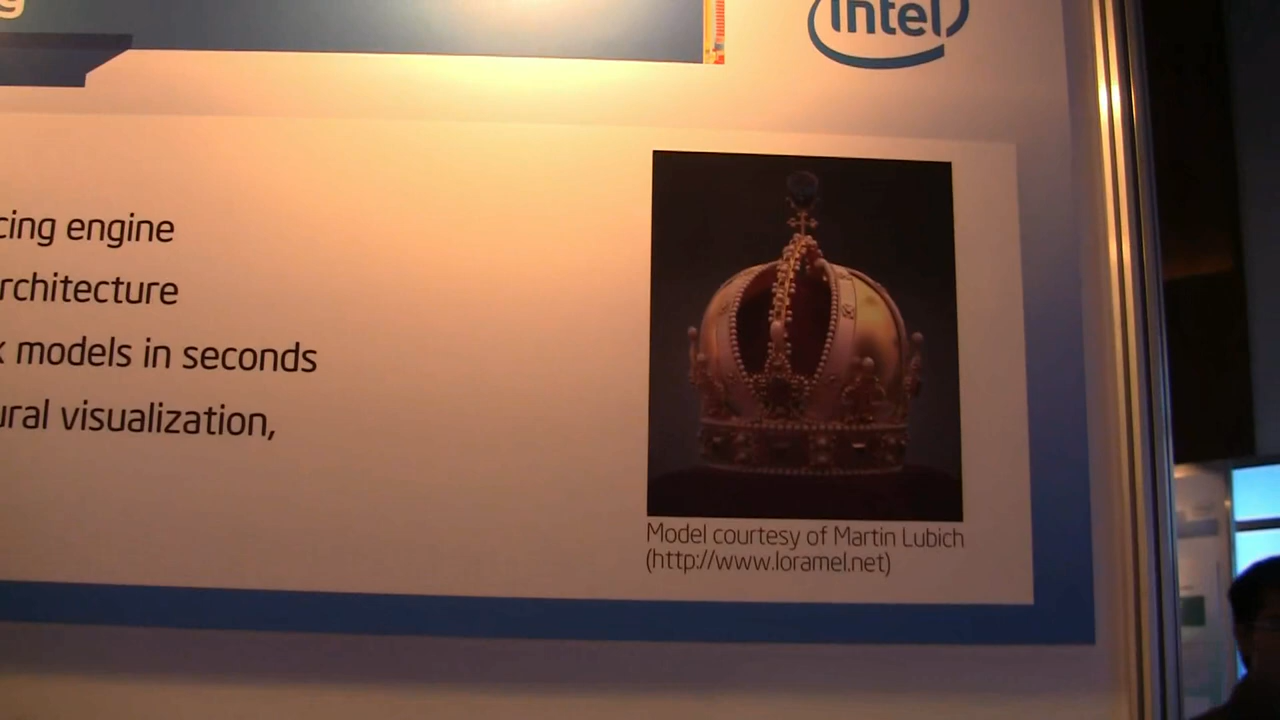 g
intel
cing engine
rchitecture
x models in seconds
ural visualization,
Model courtesy of Martin Lubich
(http://www.loramel.net)